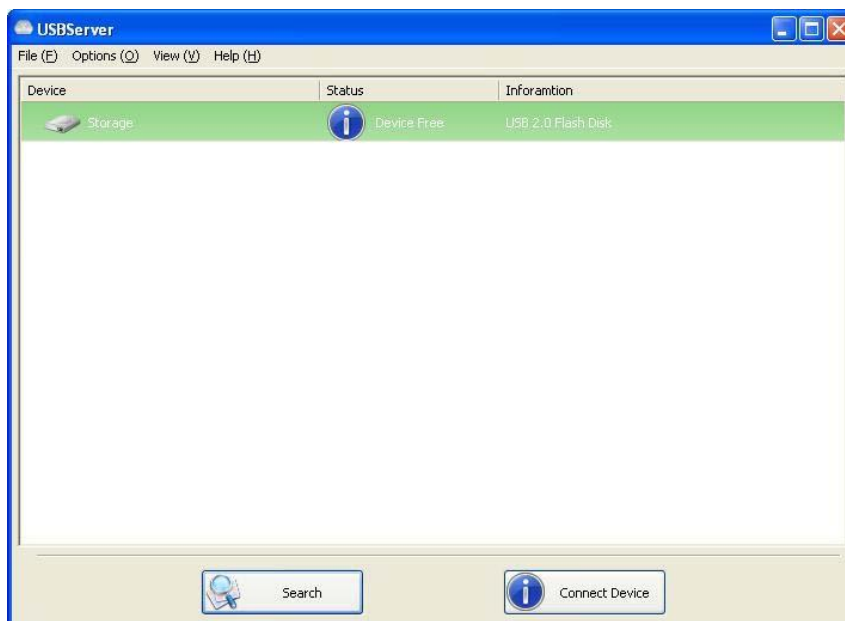 USBServer
File (F) Options (O) View (V) Help (H)
Device Status Inforamtion
Storage Device Free USB 2.0 Flash Disk
Search Connect Device